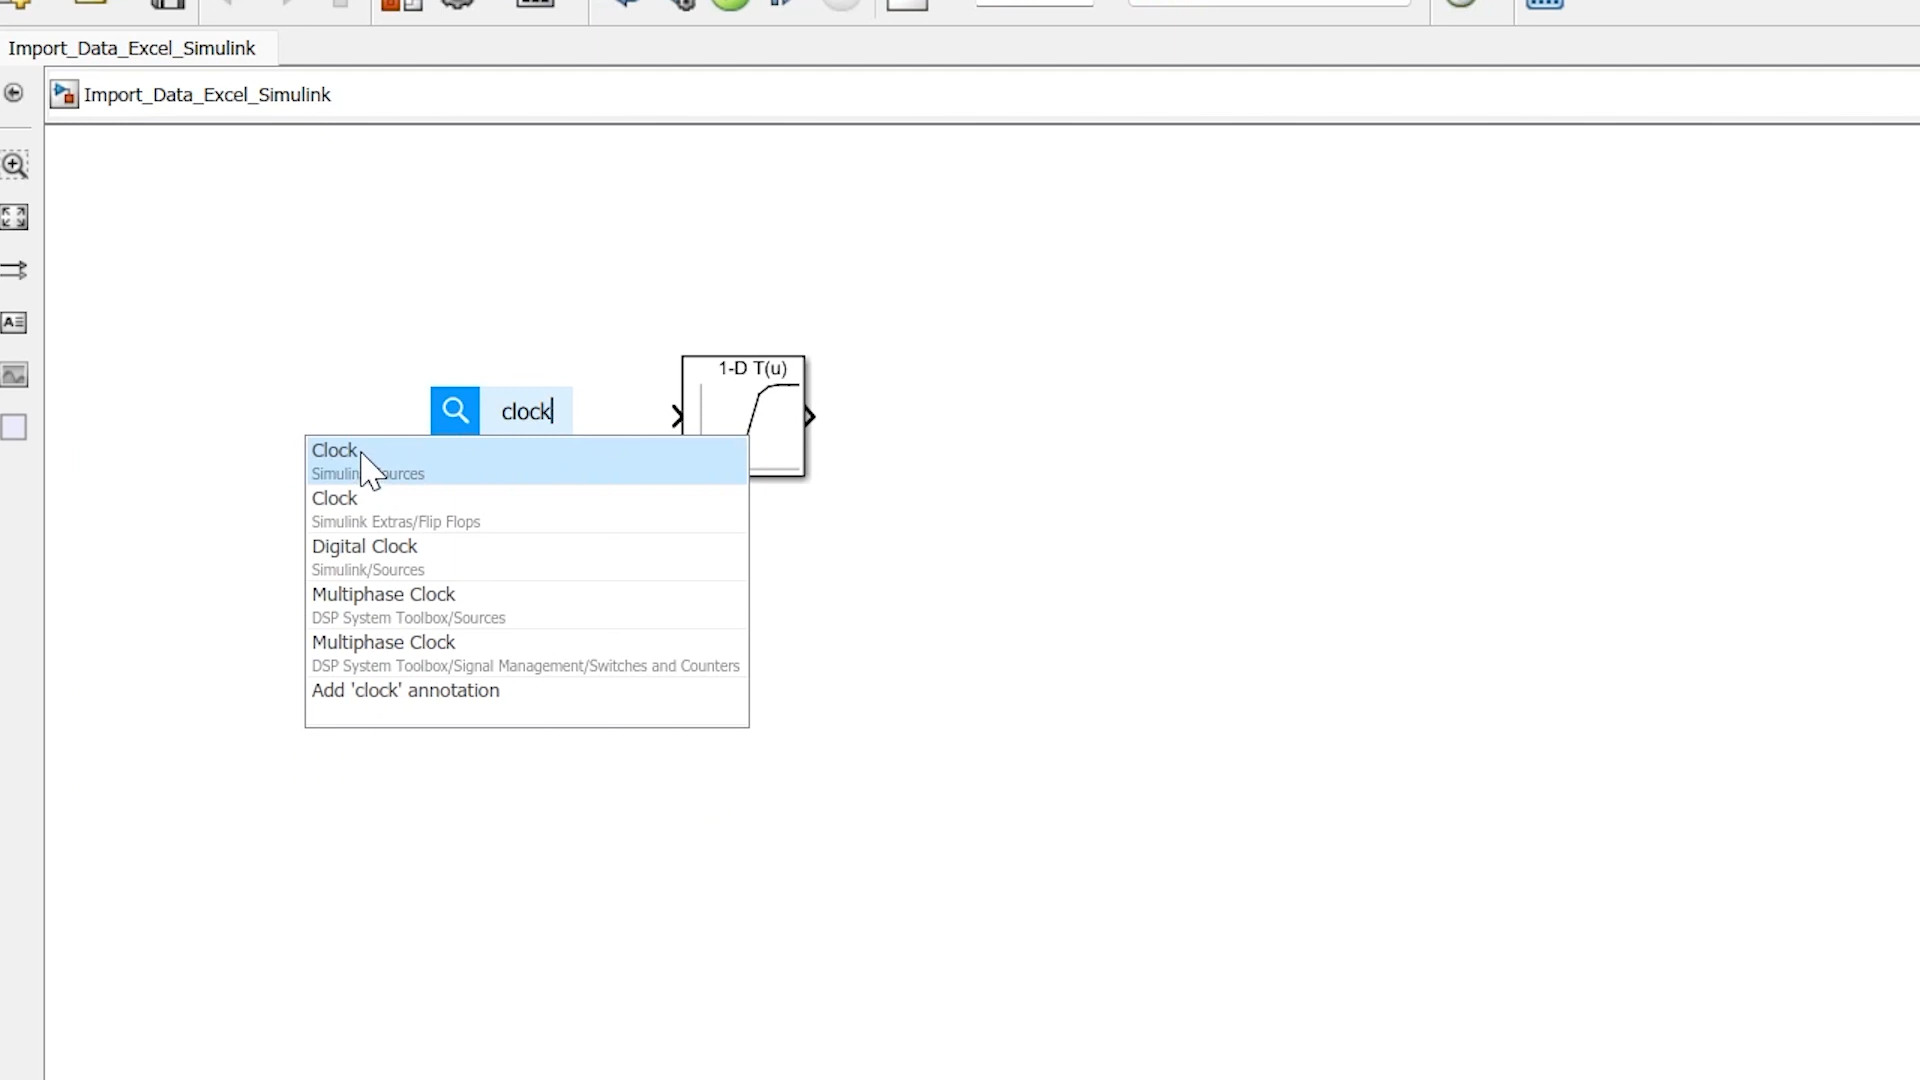 Import_Data_Excel_Simulink
Import_Data_Excel_Simulink
1-D T(u)
clock
Clock
Clock
Simulink Extras/Flip Flops
Digital Clock
Simulink/Sources
Multiphase Clock
DSP System Toolbox/Sources
Multiphase Clock
DSP System Toolbox/Signal Management/Switches and Counters
Add 'clock' annotation